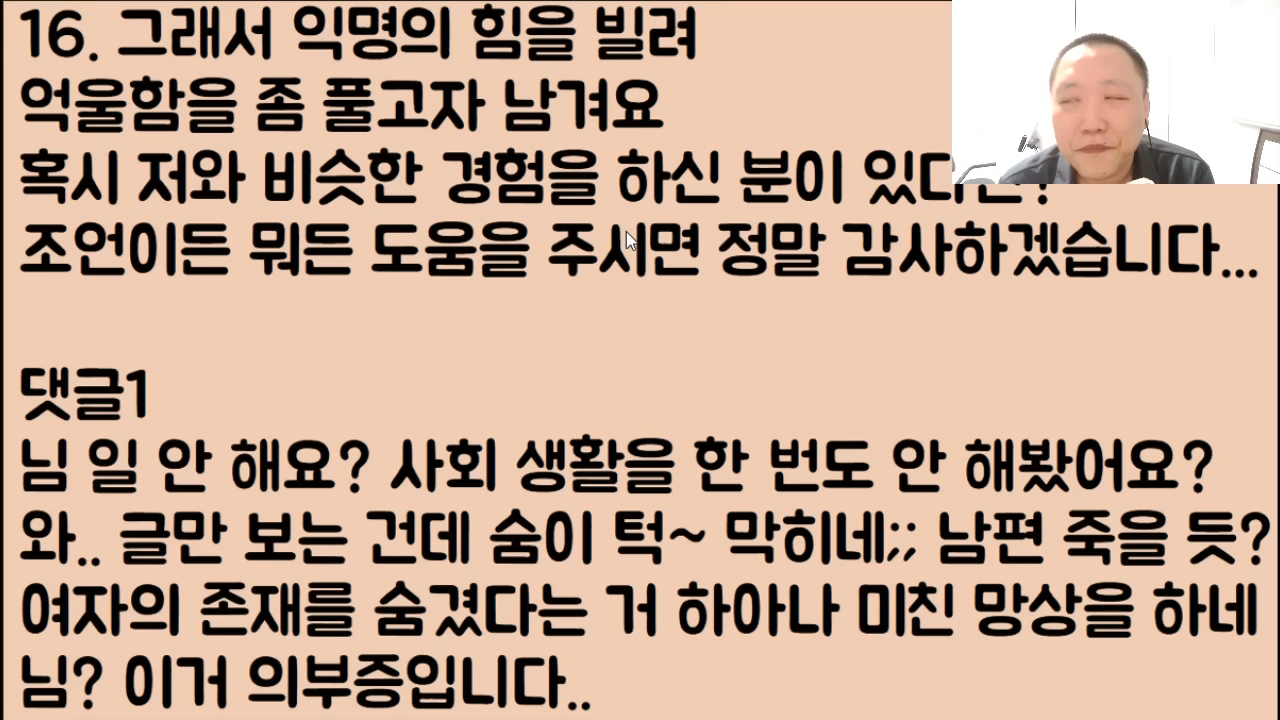 16. 그래서 익명의 힘을 빌려
억울함을 좀 풀고자 남겨요
혹시 저와 비슷한 경험을 하신 분이 있다면?
조언이든 뭐든 도움을 주시면 정말 감사하겠습니다...
댓글1
님 일 안 해요? 사회 생활을 한 번도 안 해봤어요?
와.. 글만 보는 건데 숨이 턱~ 막히네;; 남편 죽을 듯?
여자의 존재를 숨겼다는 거 하아나 미친 망상을 하네
님? 이거 의부증입니다..